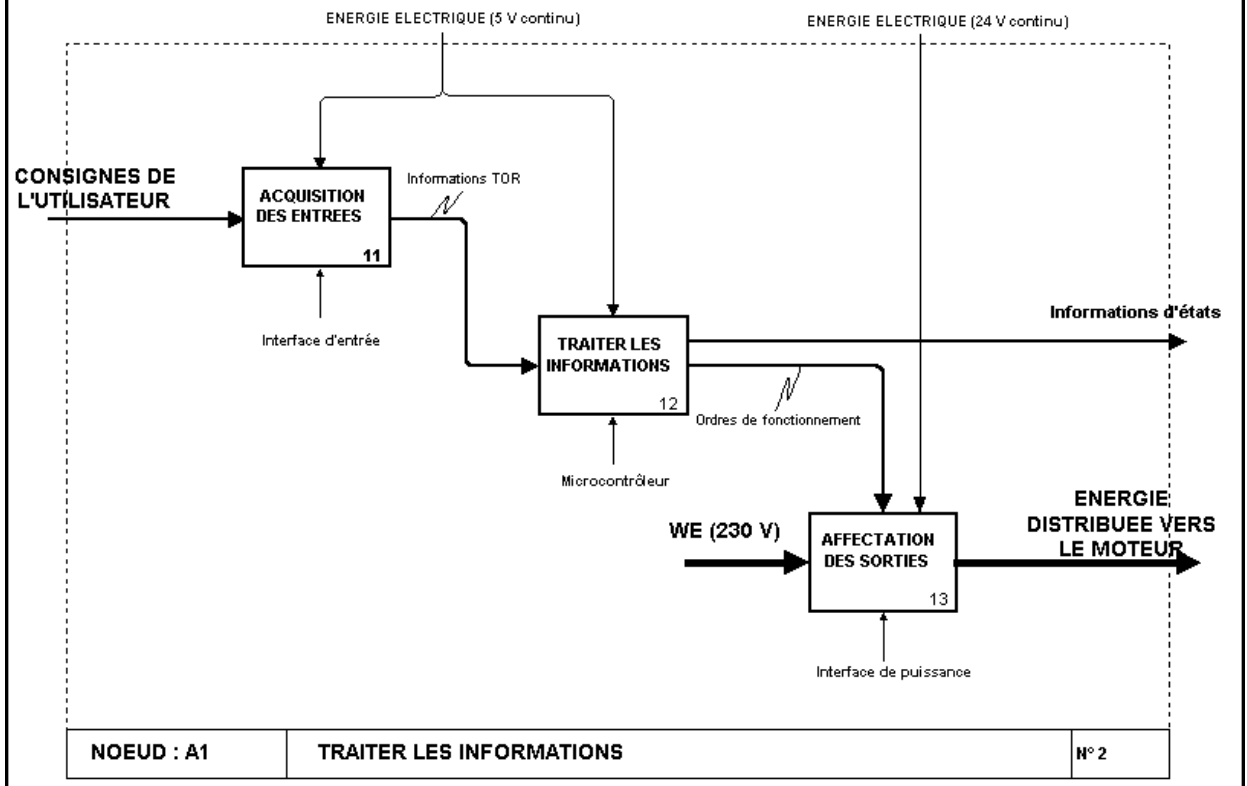 ENERGIE ELECTRIQUE (5 V continu)
ENERGIE ELECTRIQUE (24 V continu)
CONSIGNES DE
L'UTILISATEUR
ACQUISITION
DES ENTREES
11
Informations TOR
Interface d'entrée
TRAITER LES
INFORMATIONS
12
Informations d'états
Ordres de fonctionnement
Microcontrôleur
WE (230 V)
AFFECTATION
DES SORTIES
13
ENERGIE
DISTRIBUEE VERS
LE MOTEUR
Interface de puissance
NOEUD : A1
TRAITER LES INFORMATIONS
N° 2